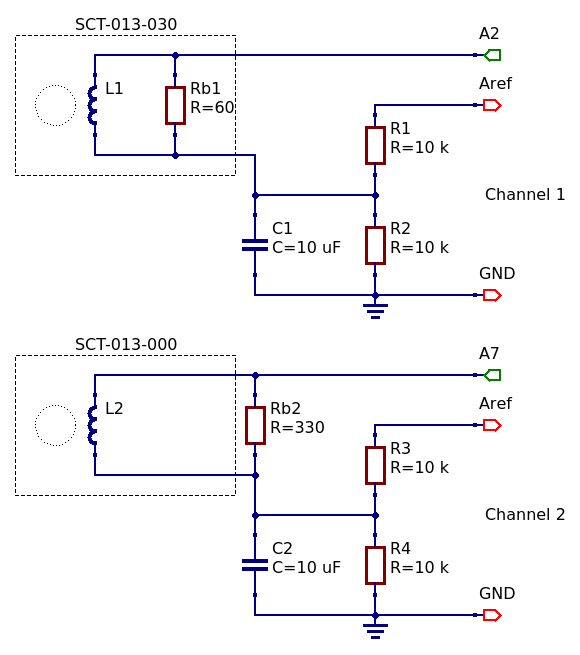 SCT-013-030
A2
Aref
L1
Rb1
R=60
R1
R=10 k
Channel 1
C1
C=10 uF
R2
R=10 k
GND
SCT-013-000
A7
Aref
L2
Rb2
R=330
R3
R=10 k
Channel 2
C2
C=10 uF
R4
R=10 k
GND